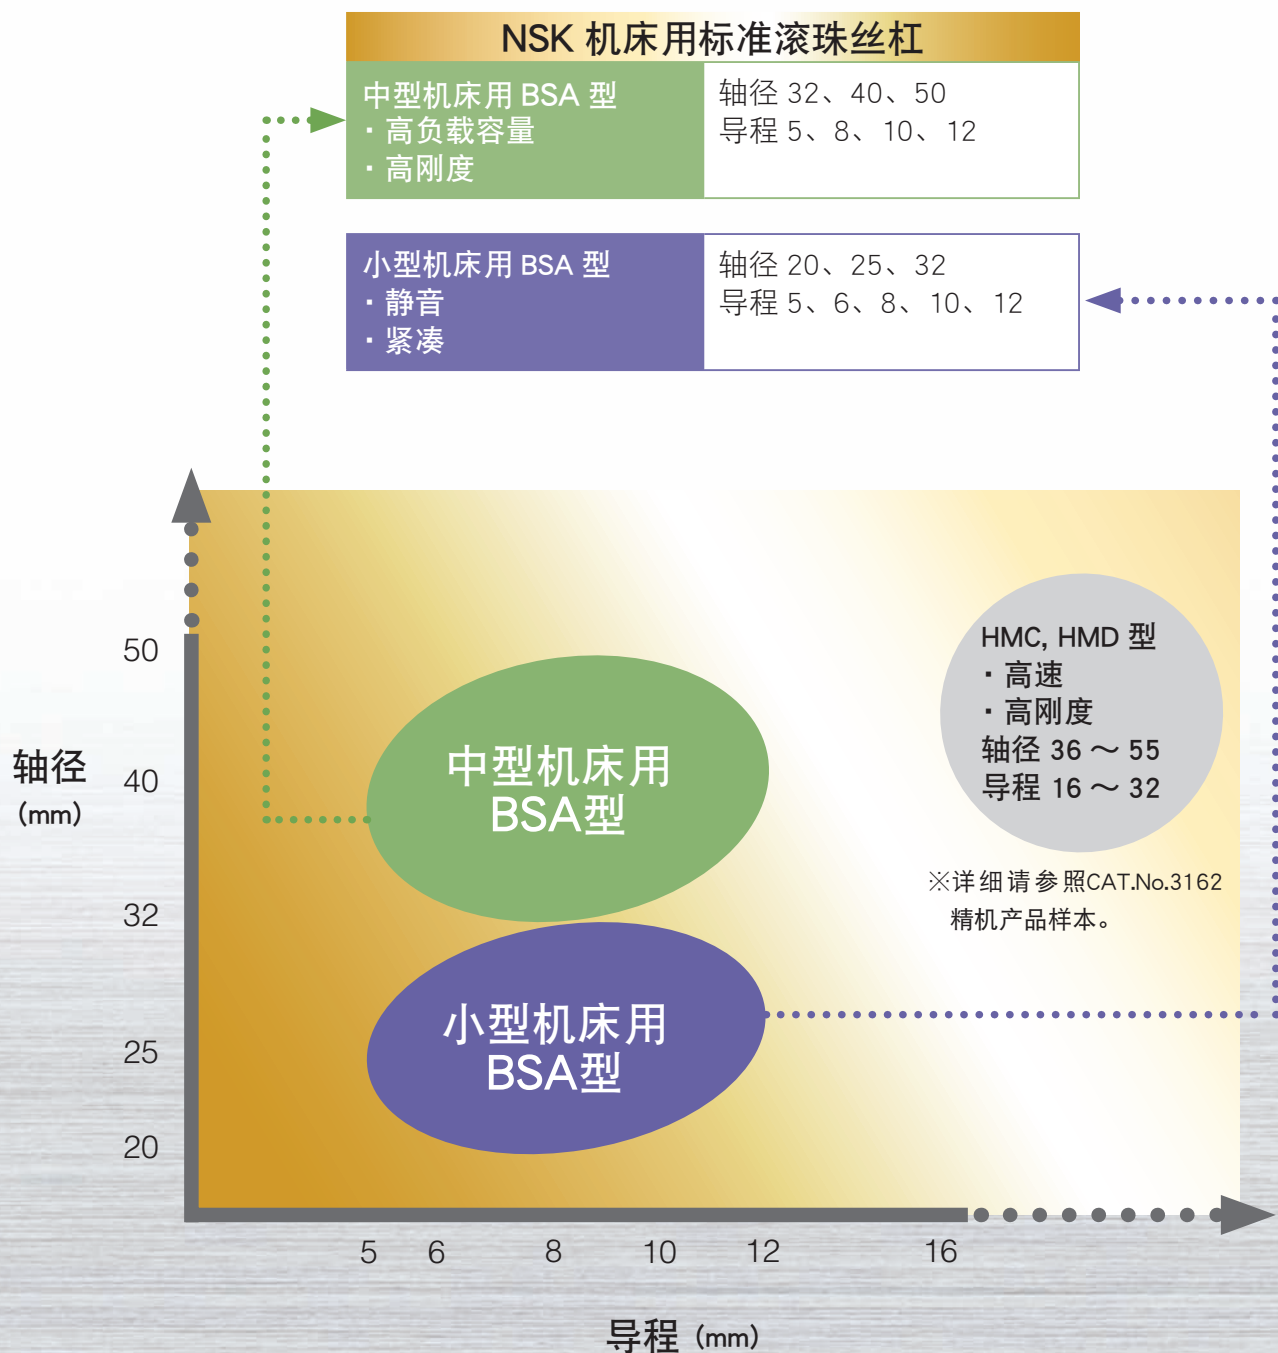 NSK 机床用标准滚珠丝杠
中型机床用 BSA 型
・高负载容量
・高刚度
轴径 32、40、50
导程 5、8、10、12
小型机床用 BSA 型
・静音
・紧凑
轴径 20、25、32
导程 5、6、8、10、12
50
40
32
25
20
轴径
(mm)
中型机床用
BSA型
小型机床用
BSA型
HMC, HMD 型
・高速
・高刚度
轴径 36 ～ 55
导程 16 ～ 32
※详细请参照CAT.No.3162
精机产品样本。
5 6 8 10 12 16
导程 (mm)